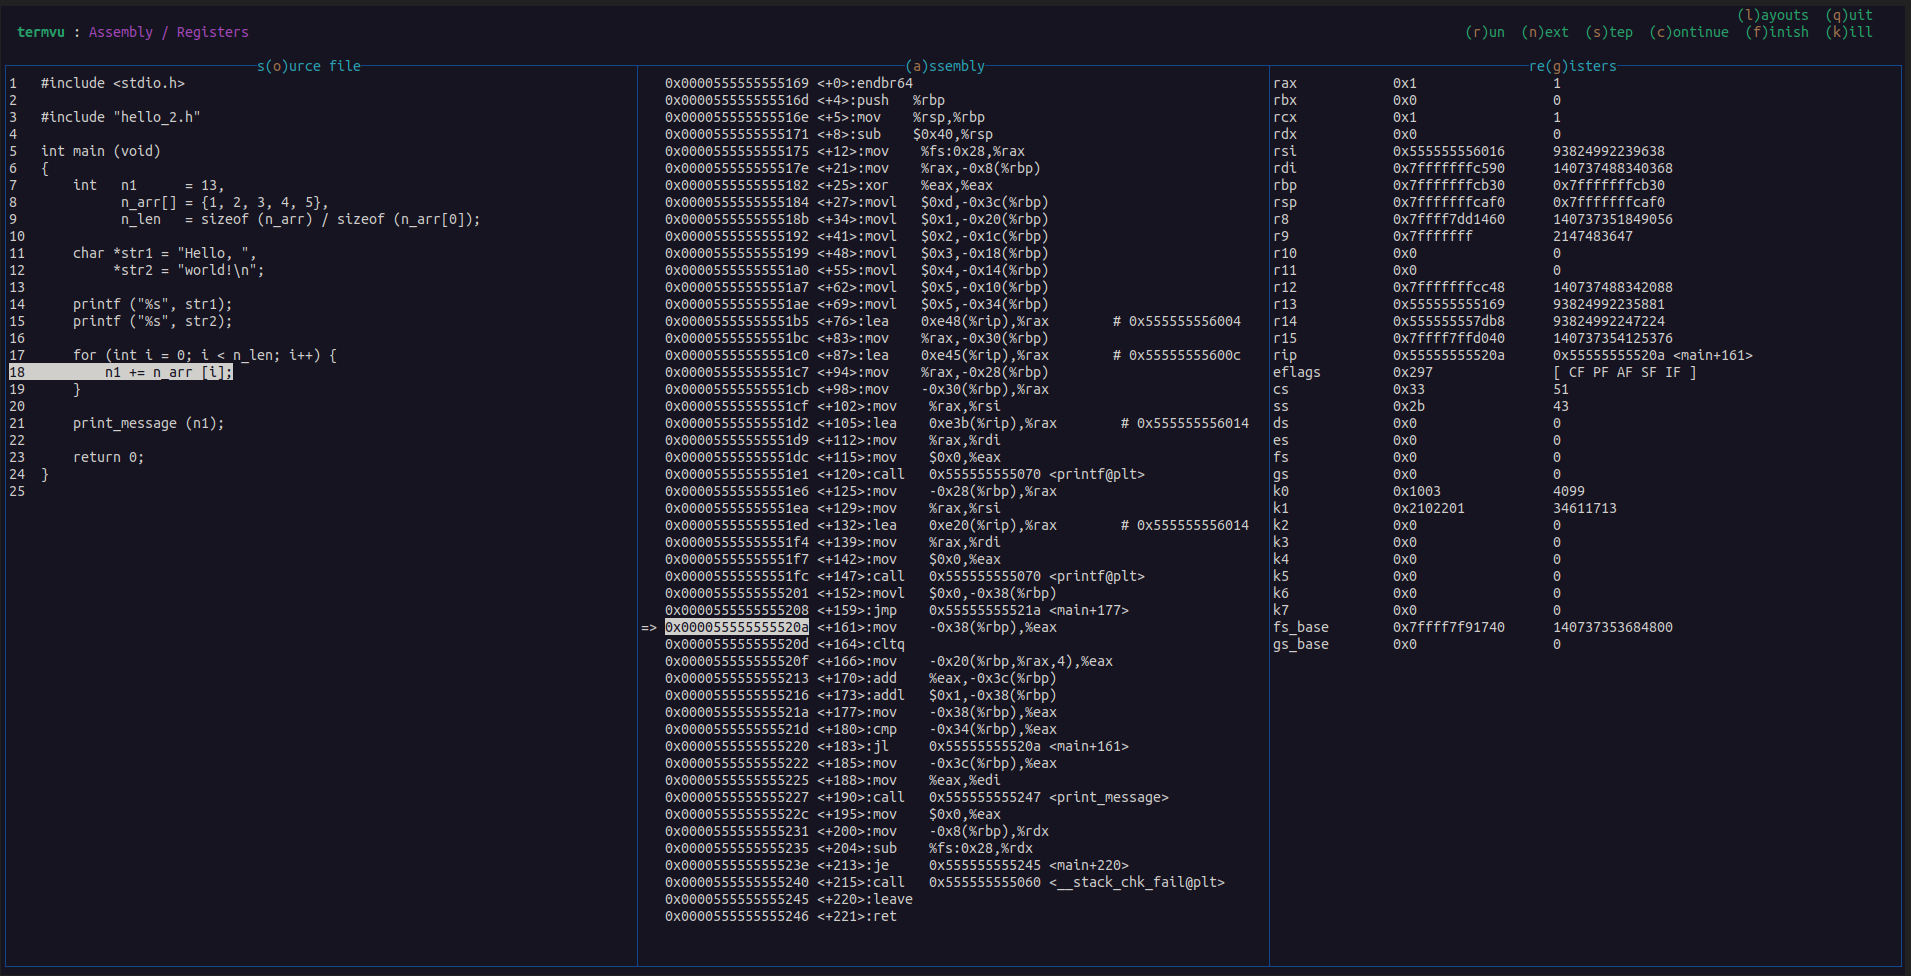 (l)ayouts  (q)uit
termvu : Assembly / Registers
(r)un  (n)ext  (s)tep  (c)ontinue  (f)inish  (k)ill
s(o)urce file
1   #include <stdio.h>
2
3   #include "hello_2.h"
4
5   int main (void)
6   {
7       int   n1      = 13,
8             n_arr[] = {1, 2, 3, 4, 5},
9             n_len   = sizeof (n_arr) / sizeof (n_arr[0]);
10
11      char *str1 = "Hello, ",
12           *str2 = "world!\n";
13
14      printf ("%s", str1);
15      printf ("%s", str2);
16
17      for (int i = 0; i < n_len; i++) {
18          n1 += n_arr [i];
19      }
20
21      print_message (n1);
22
23      return 0;
24  }
25
(a)ssembly
0x0000555555555169 <+0>:endbr64
0x000055555555516d <+4>:push   %rbp
0x000055555555516e <+5>:mov    %rsp,%rbp
0x0000555555555171 <+8>:sub    $0x40,%rsp
0x0000555555555175 <+12>:mov    %fs:0x28,%rax
0x000055555555517e <+21>:mov    %rax,-0x8(%rbp)
0x0000555555555182 <+25>:xor    %eax,%eax
0x0000555555555184 <+27>:movl   $0xd,-0x3c(%rbp)
0x000055555555518b <+34>:movl   $0x1,-0x20(%rbp)
0x0000555555555192 <+41>:movl   $0x2,-0x1c(%rbp)
0x0000555555555199 <+48>:movl   $0x3,-0x18(%rbp)
0x00005555555551a0 <+55>:movl   $0x4,-0x14(%rbp)
0x00005555555551a7 <+62>:movl   $0x5,-0x10(%rbp)
0x00005555555551ae <+69>:movl   $0x5,-0x34(%rbp)
0x00005555555551b5 <+76>:lea    0xe48(%rip),%rax        # 0x555555556004
0x00005555555551bc <+83>:mov    %rax,-0x30(%rbp)
0x00005555555551c0 <+87>:lea    0xe45(%rip),%rax        # 0x55555555600c
0x00005555555551c7 <+94>:mov    %rax,-0x28(%rbp)
0x00005555555551cb <+98>:mov    -0x30(%rbp),%rax
0x00005555555551cf <+102>:mov    %rax,%rsi
0x00005555555551d2 <+105>:lea    0xe3b(%rip),%rax        # 0x555555556014
0x00005555555551d9 <+112>:mov    %rax,%rdi
0x00005555555551dc <+115>:mov    $0x0,%eax
0x00005555555551e1 <+120>:call   0x555555555070 <printf@plt>
0x00005555555551e6 <+125>:mov    -0x28(%rbp),%rax
0x00005555555551ea <+129>:mov    %rax,%rsi
0x00005555555551ed <+132>:lea    0xe20(%rip),%rax        # 0x555555556014
0x00005555555551f4 <+139>:mov    %rax,%rdi
0x00005555555551f7 <+142>:mov    $0x0,%eax
0x00005555555551fc <+147>:call   0x555555555070 <printf@plt>
0x0000555555555201 <+152>:movl   $0x0,-0x38(%rbp)
0x0000555555555208 <+159>:jmp    0x55555555521a <main+177>
=> 0x000055555555520a <+161>:mov    -0x38(%rbp),%eax
0x000055555555520d <+164>:cltq
0x000055555555520f <+166>:mov    -0x20(%rbp,%rax,4),%eax
0x0000555555555213 <+170>:add    %eax,-0x3c(%rbp)
0x0000555555555216 <+173>:addl   $0x1,-0x38(%rbp)
0x000055555555521a <+177>:mov    -0x38(%rbp),%eax
0x000055555555521d <+180>:cmp    -0x34(%rbp),%eax
0x0000555555555220 <+183>:jl     0x55555555520a <main+161>
0x0000555555555222 <+185>:mov    -0x3c(%rbp),%eax
0x0000555555555225 <+188>:mov    %eax,%edi
0x0000555555555227 <+190>:call   0x555555555247 <print_message>
0x000055555555522c <+195>:mov    $0x0,%eax
0x0000555555555231 <+200>:mov    -0x8(%rbp),%rdx
0x0000555555555235 <+204>:sub    %fs:0x28,%rdx
0x000055555555523e <+213>:je     0x555555555245 <main+220>
0x0000555555555240 <+215>:call   0x555555555060 <__stack_chk_fail@plt>
0x0000555555555245 <+220>:leave
0x0000555555555246 <+221>:ret
re(g)isters
rax            0x1                 1
rbx            0x0                 0
rcx            0x1                 1
rdx            0x0                 0
rsi            0x555555556016      93824992239638
rdi            0x7fffffffc590      140737488340368
rbp            0x7fffffffcb30      0x7fffffffcb30
rsp            0x7fffffffcaf0      0x7fffffffcaf0
r8             0x7ffff7dd1460      140737351849056
r9             0x7fffffff          2147483647
r10            0x0                 0
r11            0x0                 0
r12            0x7fffffffcc48      140737488342088
r13            0x555555555169      93824992235881
r14            0x555555557db8      93824992247224
r15            0x7ffff7ffd040      140737354125376
rip            0x55555555520a      0x55555555520a <main+161>
eflags         0x297               [ CF PF AF SF IF ]
cs             0x33                51
ss             0x2b                43
ds             0x0                 0
es             0x0                 0
fs             0x0                 0
gs             0x0                 0
k0             0x1003              4099
k1             0x2102201           34611713
k2             0x0                 0
k3             0x0                 0
k4             0x0                 0
k5             0x0                 0
k6             0x0                 0
k7             0x0                 0
fs_base        0x7ffff7f91740      140737353684800
gs_base        0x0                 0